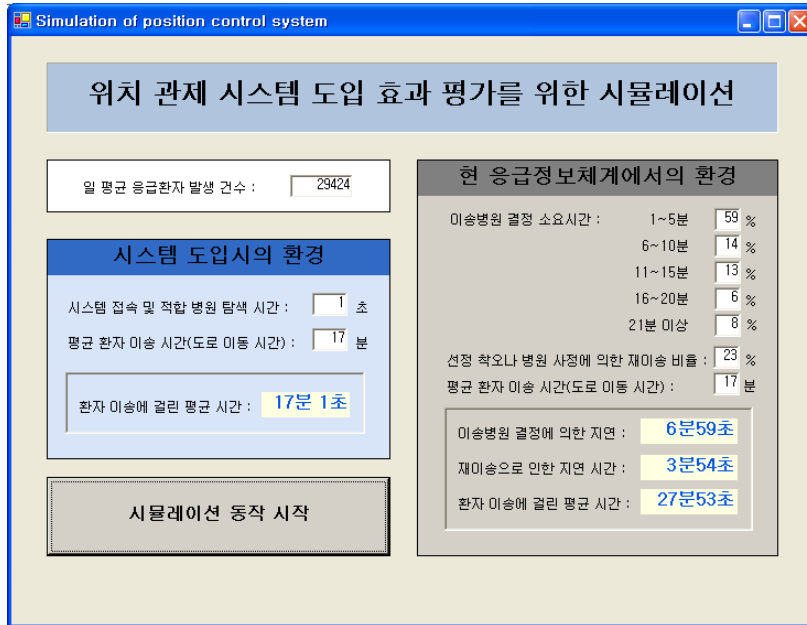 Simulation of position control system
위치 관제 시스템 도입 효과 평가를 위한 시뮬레이션
일 평균 응급환자 발생 건수 : 29424
시스템 도입시의 환경
시스템 접속 및 적합 병원 탐색 시간 : 1 초
평균 환자 이송 시간(도로 이동 시간) : 17 분
환자 이송에 걸린 평균 시간 : 17분 1초
시뮬레이션 동작 시작
현 응급정보체계에서의 환경
이송병원 결정 소요시간 : 1~5분 59 %
6~10분 14 %
11~15분 13 %
16~20분 6 %
21분 이상 8 %
선정 착오나 병원 사정에 의한 재이송 비율 : 23 %
평균 환자 이송 시간(도로 이동 시간) : 17 분
이송병원 결정에 의한 지연 : 6분59초
재이송으로 인한 지연 시간 : 3분54초
환자 이송에 걸린 평균 시간 : 27분53초